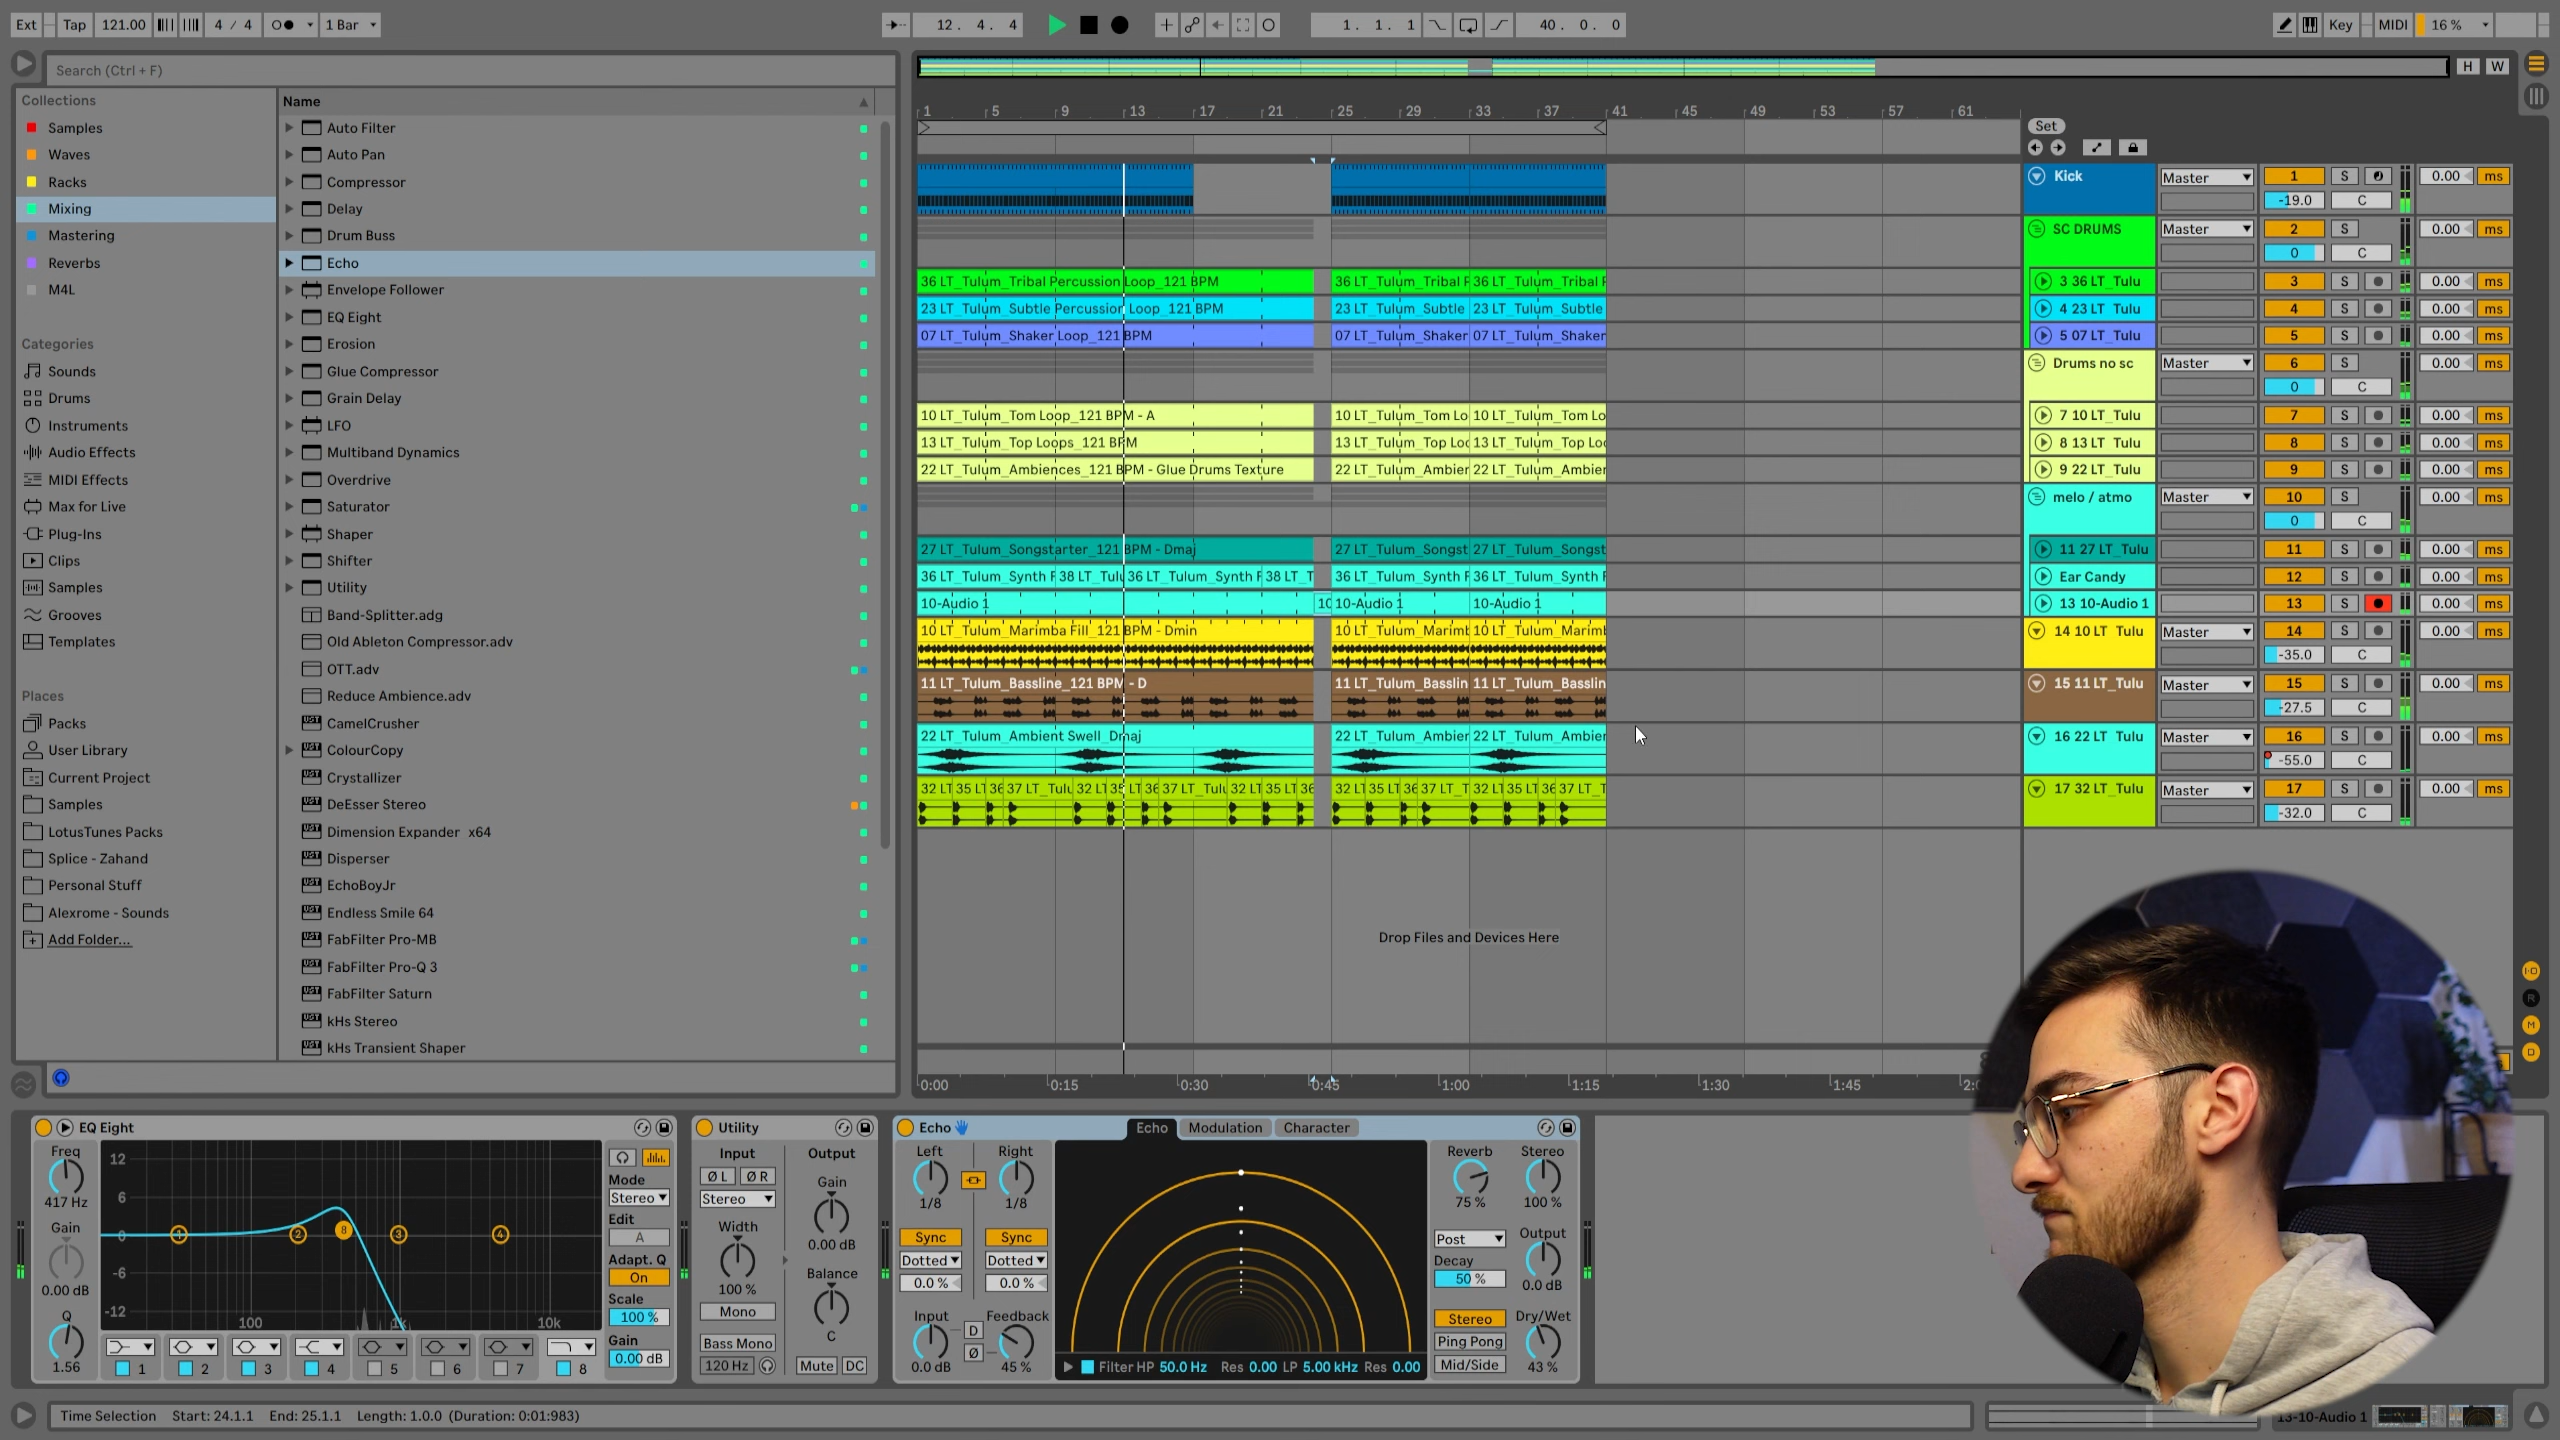 Ext Tap 121.00 4 / 4 1 Bar
12. 4. 4 1. 1. 1 40. 0. 0
Key MIDI 16 %
Search (Ctrl + F)
H W
Collections
Samples
Waves
Racks
Mixing
Mastering
Reverbs
M4L
Categories
Sounds
Drums
Instruments
Audio Effects
MIDI Effects
Max for Live
Plug-Ins
Clips
Samples
Grooves
Templates
Places
Packs
User Library
Current Project
Samples
LotusTunes Packs
Splice - Zahand
Personal Stuff
Alexrome - Sounds
Add Folder...
Name
Auto Filter
Auto Pan
Compressor
Delay
Drum Buss
Echo
Envelope Follower
EQ Eight
Erosion
Glue Compressor
Grain Delay
LFO
Multiband Dynamics
Overdrive
Saturator
Shaper
Shifter
Utility
Band-Splitter.adg
Old Ableton Compressor.adv
OTT.adv
Reduce Ambience.adv
CamelCrusher
ColourCopy
Crystallizer
DeEsser Stereo
Dimension Expander x64
Disperser
EchoBoyJr
Endless Smile 64
FabFilter Pro-MB
FabFilter Pro-Q 3
FabFilter Saturn
kHs Stereo
kHs Transient Shaper
1 5 9 13 17 21 25 29 33 37 41 45 49 53 57 61
Set
Kick Master 1 S 0.00 ms
-19.0 C
SC DRUMS Master 2 S 0.00 ms
0 C
36 LT_Tulum_Tribal Percussion Loop_121 BPM 36 LT_Tulum_Tribal P 36 LT_Tulum_Tribal P 3 36 LT_Tulu 3 S 0.00 ms
23 LT_Tulum_Subtle Percussion Loop_121 BPM 23 LT_Tulum_Subtle 23 LT_Tulum_Subtle 4 23 LT_Tulu 4 S 0.00 ms
07 LT_Tulum_Shaker Loop_121 BPM 07 LT_Tulum_Shaker 07 LT_Tulum_Shaker 5 07 LT_Tulu 5 S 0.00 ms
Drums no sc Master 6 S 0.00 ms
0 C
10 LT_Tulum_Tom Loop_121 BPM - A 10 LT_Tulum_Tom Lo 10 LT_Tulum_Tom Lo 7 10 LT_Tulu 7 S 0.00 ms
13 LT_Tulum_Top Loops_121 BPM 13 LT_Tulum_Top Loo 13 LT_Tulum_Top Loo 8 13 LT_Tulu 8 S 0.00 ms
22 LT_Tulum_Ambiences_121 BPM - Glue Drums Texture 22 LT_Tulum_Ambier 22 LT_Tulum_Ambier 9 22 LT_Tulu 9 S 0.00 ms
melo / atmo Master 10 S 0.00 ms
0 C
27 LT_Tulum_Songstarter_121 BPM - Dmaj 27 LT_Tulum_Songst 27 LT_Tulum_Songst 11 27 LT_Tulu 11 S 0.00 ms
36 LT_Tulum_Synth F 38 LT_Tulu 36 LT_Tulum_Synth F 38 LT_T 36 LT_Tulum_Synth F 36 LT_Tulum_Synth F Ear Candy 12 S 0.00 ms
10-Audio 1 10 10-Audio 1 10-Audio 1 13 10-Audio 1 13 S 0.00 ms
10 LT_Tulum_Marimba Fill_121 BPM - Dmin 10 LT_Tulum_Marimb 10 LT_Tulum_Marimb 14 10 LT_Tulu Master 14 S 0.00 ms
-35.0 C
11 LT_Tulum_Bassline_121 BPM - D 11 LT_Tulum_Basslin 11 LT_Tulum_Basslin 15 11 LT_Tulu Master 15 S 0.00 ms
-27.5 C
22 LT_Tulum_Ambient Swell_Dmaj 22 LT_Tulum_Ambier 22 LT_Tulum_Ambier 16 22 LT_Tulu Master 16 S 0.00 ms
-55.0 C
32 LT 35 LT 36 37 LT_Tulu 32 LT 35 LT 36 37 LT_Tulu 32 LT 35 LT 36 32 LT 35 LT 36 37 LT_T 32 LT 35 LT 36 37 LT_T 17 32 LT_Tulu Master 17 S 0.00 ms
-32.0 C
Drop Files and Devices Here
0:00 0:15 0:30 0:45 1:00 1:15 1:30 1:45
EQ Eight
Freq
417 Hz
Gain
0.00 dB
Q
1.56
12
6
0
-6
-12
100 1k 10k
1 2 8 3 4
1 2 3 4 5 6 7 8
Mode
Stereo
Edit
A
Adapt. Q
On
Scale
100 %
Gain
0.00 dB
Utility
Input Output
Ø L Ø R
Stereo
Width
100 %
Mono
Bass Mono
120 Hz
Gain
0.00 dB
Balance
C
Mute DC
Echo Echo Modulation Character
Left Right
1/8 1/8
Sync Sync
Dotted Dotted
0.0 % 0.0 %
Input D Feedback
0.0 dB Ø 45 %
Filter HP 50.0 Hz Res 0.00 LP 5.00 kHz Res 0.00
Reverb Stereo
75 % 100 %
Post Output
Decay
50 % 0.0 dB
Stereo Dry/Wet
Ping Pong
Mid/Side 43 %
I·O
R
M
D
Time Selection Start: 24.1.1 End: 25.1.1 Length: 1.0.0 (Duration: 0:01:983)
13-10-Audio 1